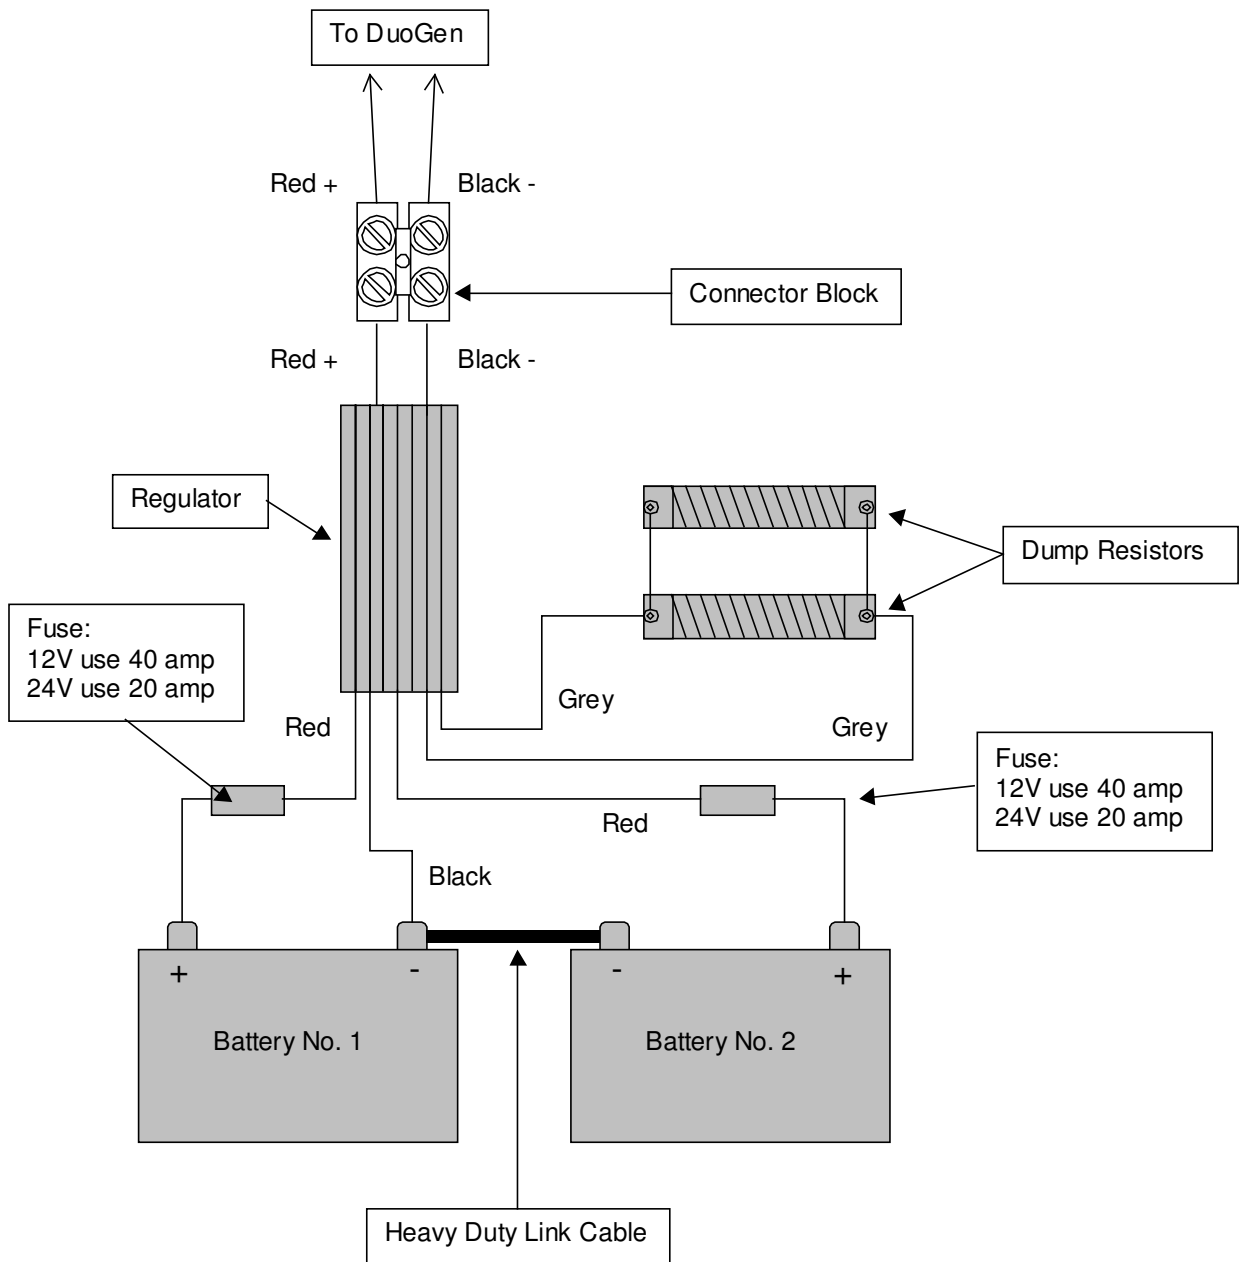 To DuoGen
Red +
Black -
Connector Block
Red +
Black -
Regulator
Dump Resistors
Fuse:
12V use 40 amp
24V use 20 amp
Grey
Red
Grey
Fuse:
12V use 40 amp
24V use 20 amp
Red
Black
+
-
-
+
Battery No. 1
Battery No. 2
Heavy Duty Link Cable